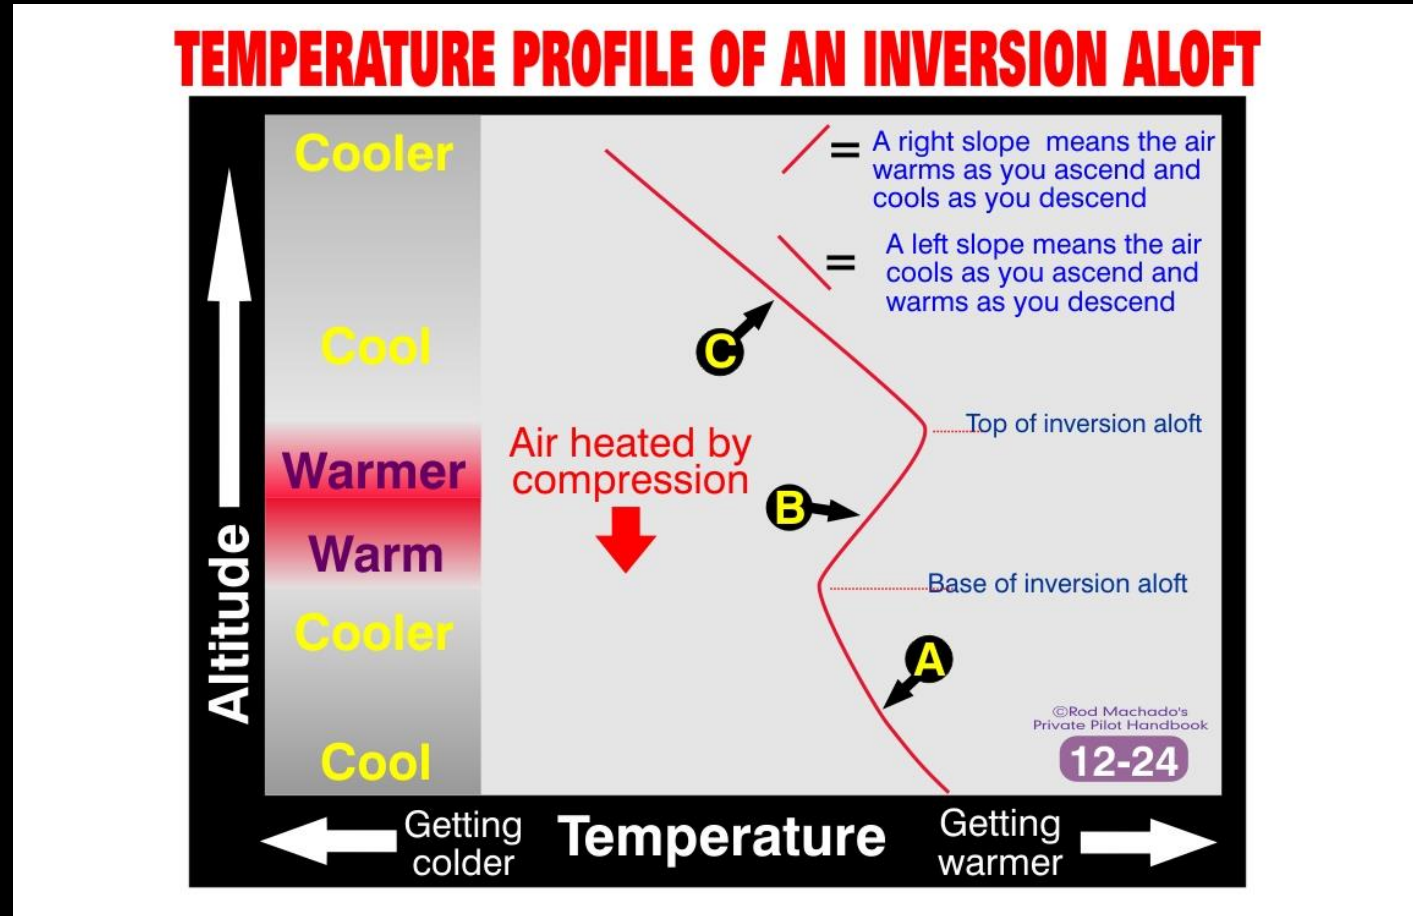 TEMPERATURE PROFILE OF AN INVERSION ALOFT
Cooler
Cool
Warmer
Warm
Cooler
Cool
Altitude
= A right slope means the air
warms as you ascend and
cools as you descend
= A left slope means the air
cools as you ascend and
warms as you descend
C
Top of inversion aloft
Air heated by
compression
B
Base of inversion aloft
A
©Rod Machado's
Private Pilot Handbook
12-24
Getting
colder
Temperature
Getting
warmer